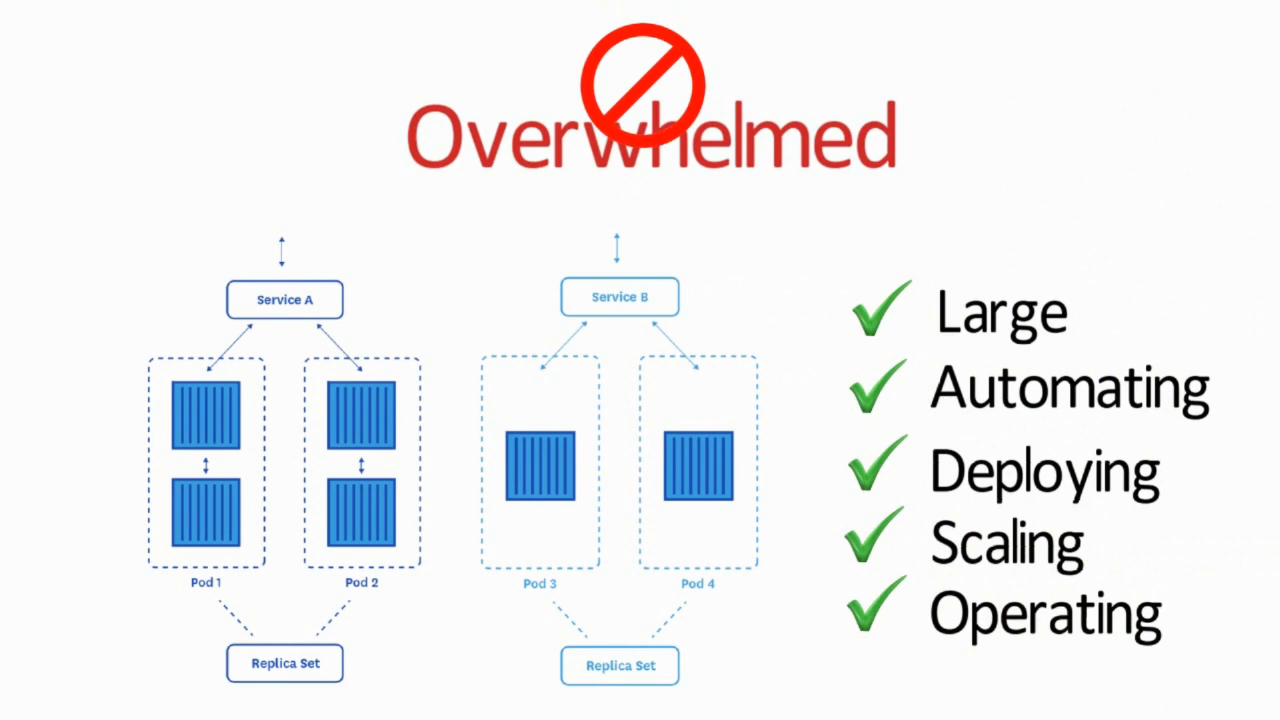 Overwhelmed
Service A
Service B
Pod 1
Pod 2
Pod 3
Pod 4
Replica Set
Replica Set
Large
Automating
Deploying
Scaling
Operating